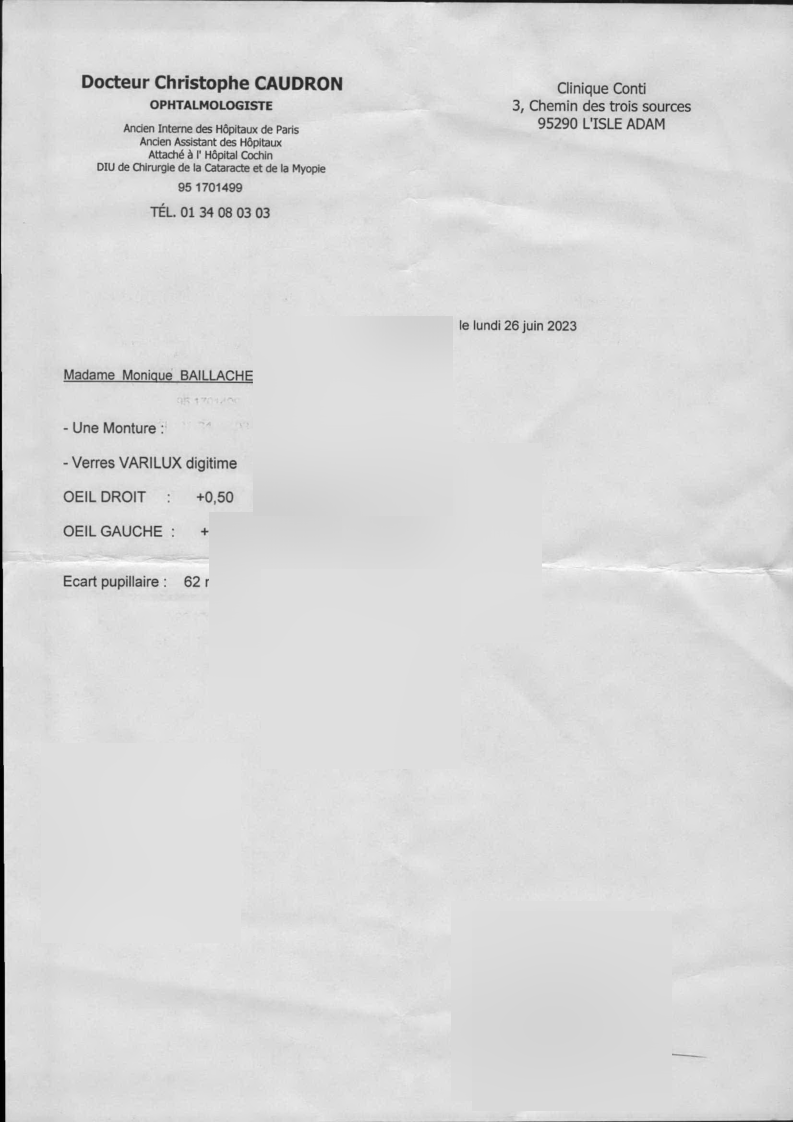 Docteur Christophe CAUDRON
OPHTALMOLOGISTE
Ancien Interne des Hôpitaux de Paris
Ancien Assistant des Hôpitaux
Attaché à l' Hôpital Cochin
DIU de Chirurgie de la Cataracte et de la Myopie
95 1701499
TÉL. 01 34 08 03 03
Clinique Conti
3, Chemin des trois sources
95290 L'ISLE ADAM
le lundi 26 juin 2023
Madame Monique BAILLACHE
- Une Monture :
- Verres VARILUX digitime
OEIL DROIT : +0,50
OEIL GAUCHE : +
Ecart pupillaire : 62